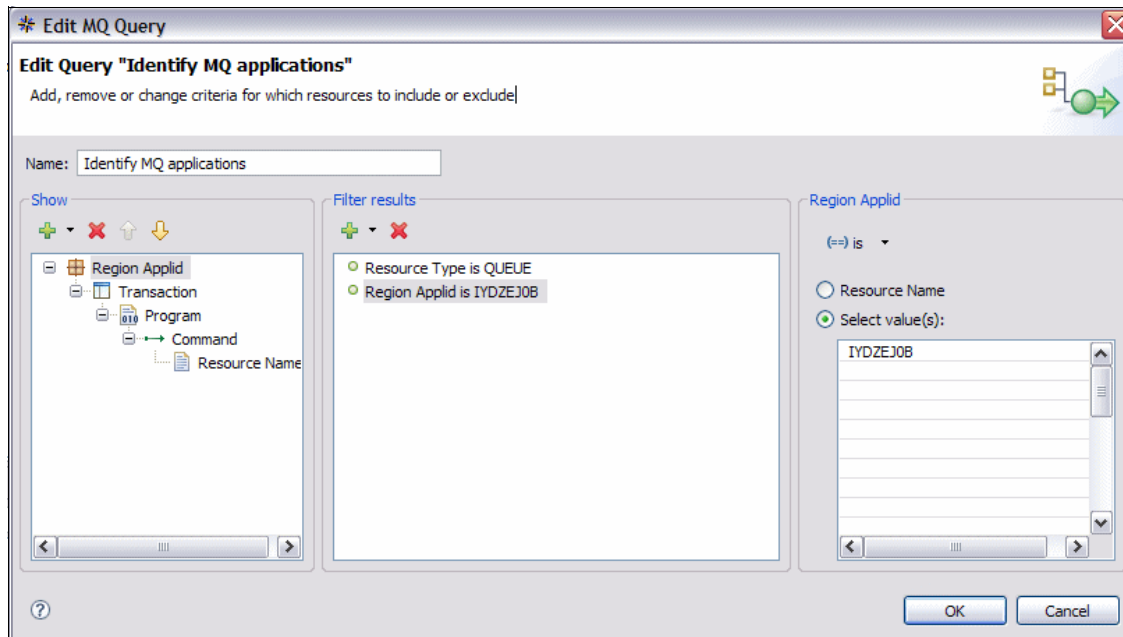 Edit MQ Query
Edit Query "Identify MQ applications"
Add, remove or change criteria for which resources to include or exclude
Name: Identify MQ applications
Show
Region Applid
Transaction
010 Program
Command
Resource Name
Filter results
Resource Type is QUEUE
Region Applid is IYDZEJ0B
Region Applid
(==) is
Resource Name
Select value(s):
IYDZEJ0B
OK
Cancel